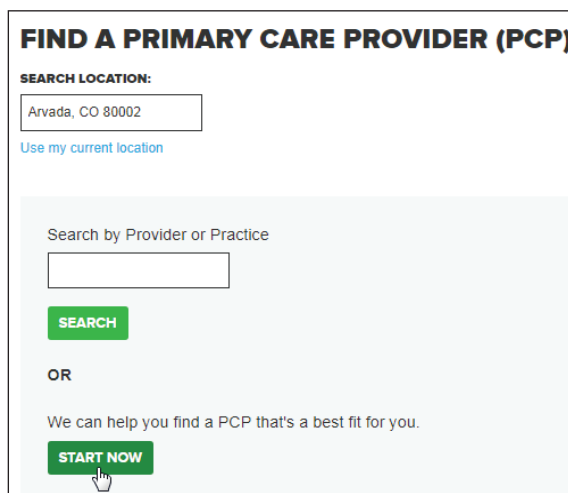 FIND A PRIMARY CARE PROVIDER (PCP)
SEARCH LOCATION:
Arvada, CO 80002
Use my current location
Search by Provider or Practice
SEARCH
OR
We can help you find a PCP that's a best fit for you.
START NOW